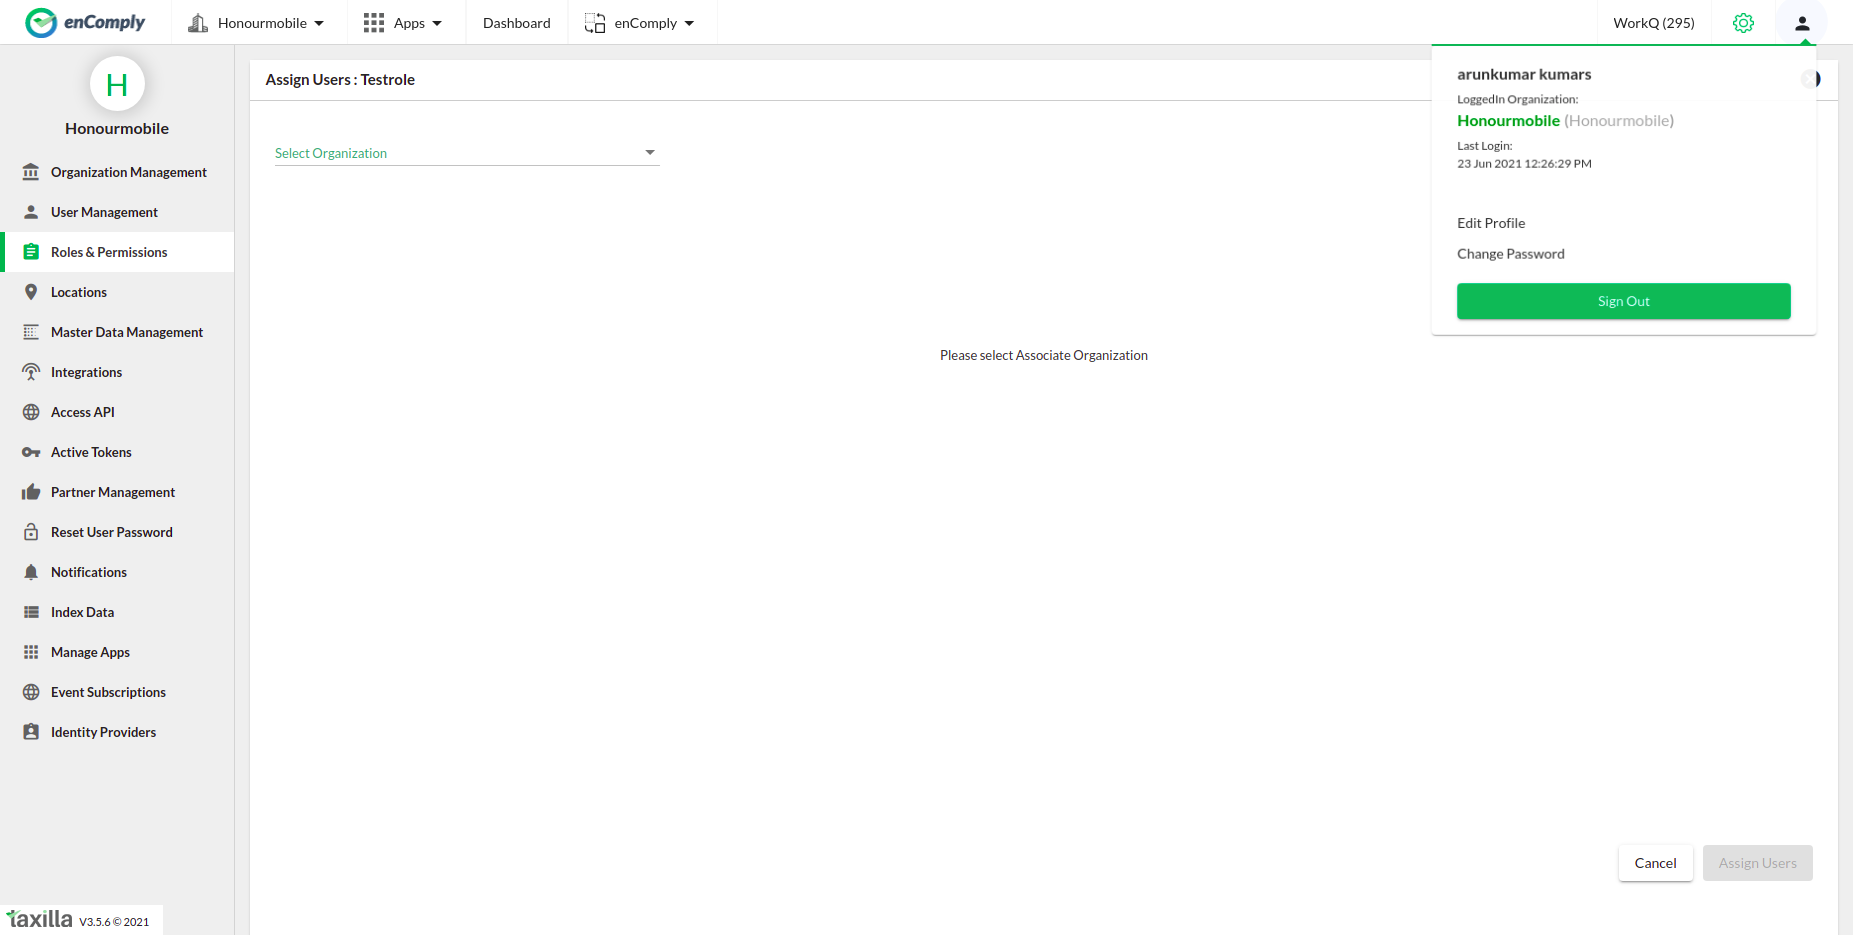 enComply
Honourmobile
Apps
Dashboard
enComply
WorkQ (295)
H
Honourmobile
Organization Management
User Management
Roles & Permissions
Locations
Master Data Management
Integrations
Access API
Active Tokens
Partner Management
Reset User Password
Notifications
Index Data
Manage Apps
Event Subscriptions
Identity Providers
taxilla V3.5.6 © 2021
Assign Users : Testrole
Select Organization
Please select Associate Organization
Cancel
Assign Users
arunkumar kumars
LoggedIn Organization:
Honourmobile (Honourmobile)
Last Login:
23 Jun 2021 12:26:29 PM
Edit Profile
Change Password
Sign Out